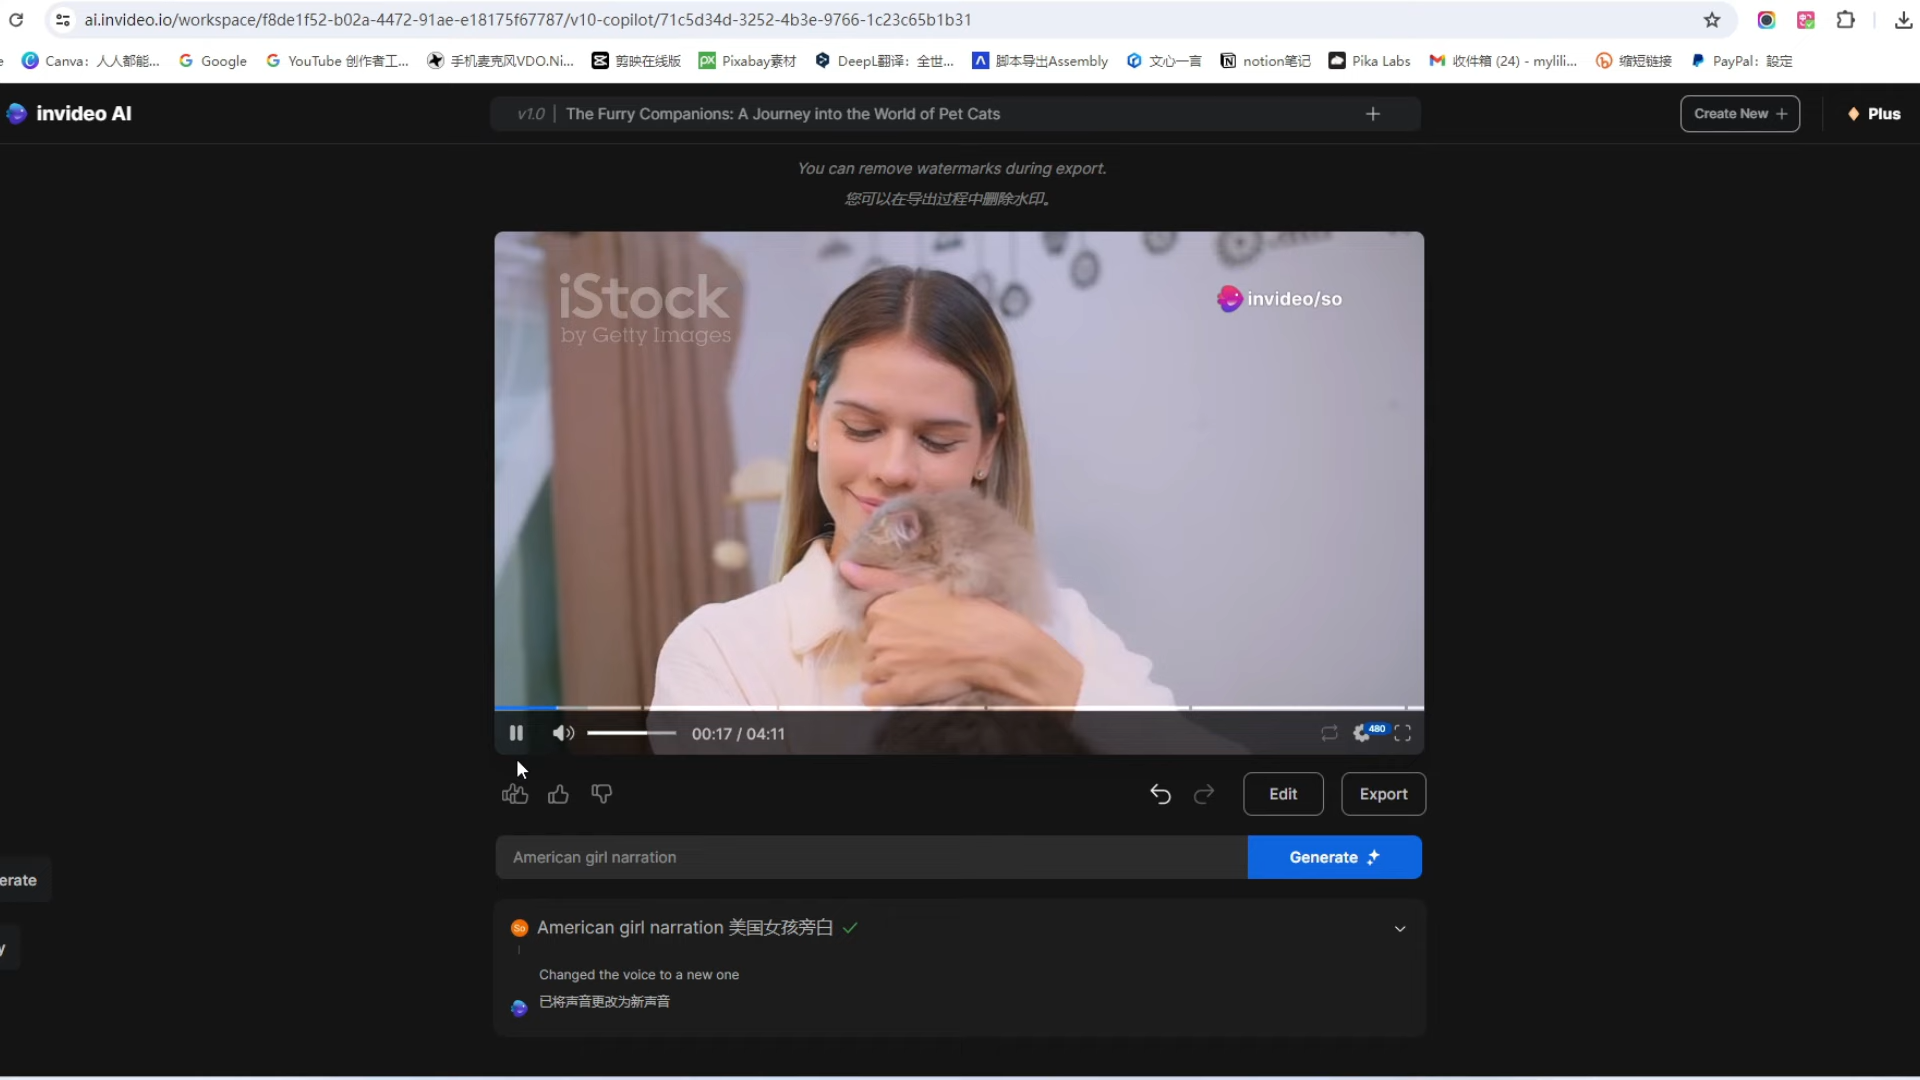 ai.invideo.io/workspace/f8de1f52-b02a-4472-91ae-e18175f67787/v10-copilot/71c5d34d-3252-4b3e-9766-1c23c65b1b31
Canva：人人都能...
Google
YouTube 创作者工...
手机麦克风VDO.Ni...
剪映在线版
Pixabay素材
DeepL翻译：全世...
脚本导出Assembly
文心一言
notion笔记
Pika Labs
收件箱 (24) - mylili...
缩短链接
PayPal：設定
invideo AI
v1.0 | The Furry Companions: A Journey into the World of Pet Cats
Create New +
Plus
You can remove watermarks during export.
您可以在导出过程中删除水印。
iStock
by Getty Images
invideo/so
00:17 / 04:11
480
Edit
Export
American girl narration
Generate
erate
So American girl narration 美国女孩旁白
y
Changed the voice to a new one
已将声音更改为新声音